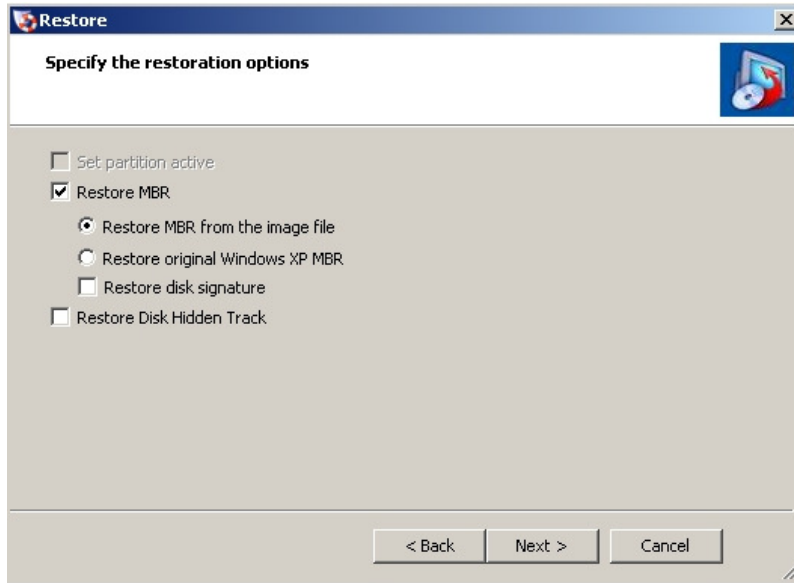 Restore
Specify the restoration options
Set partition active
Restore MBR
Restore MBR from the image file
Restore original Windows XP MBR
Restore disk signature
Restore Disk Hidden Track
< Back Next > Cancel